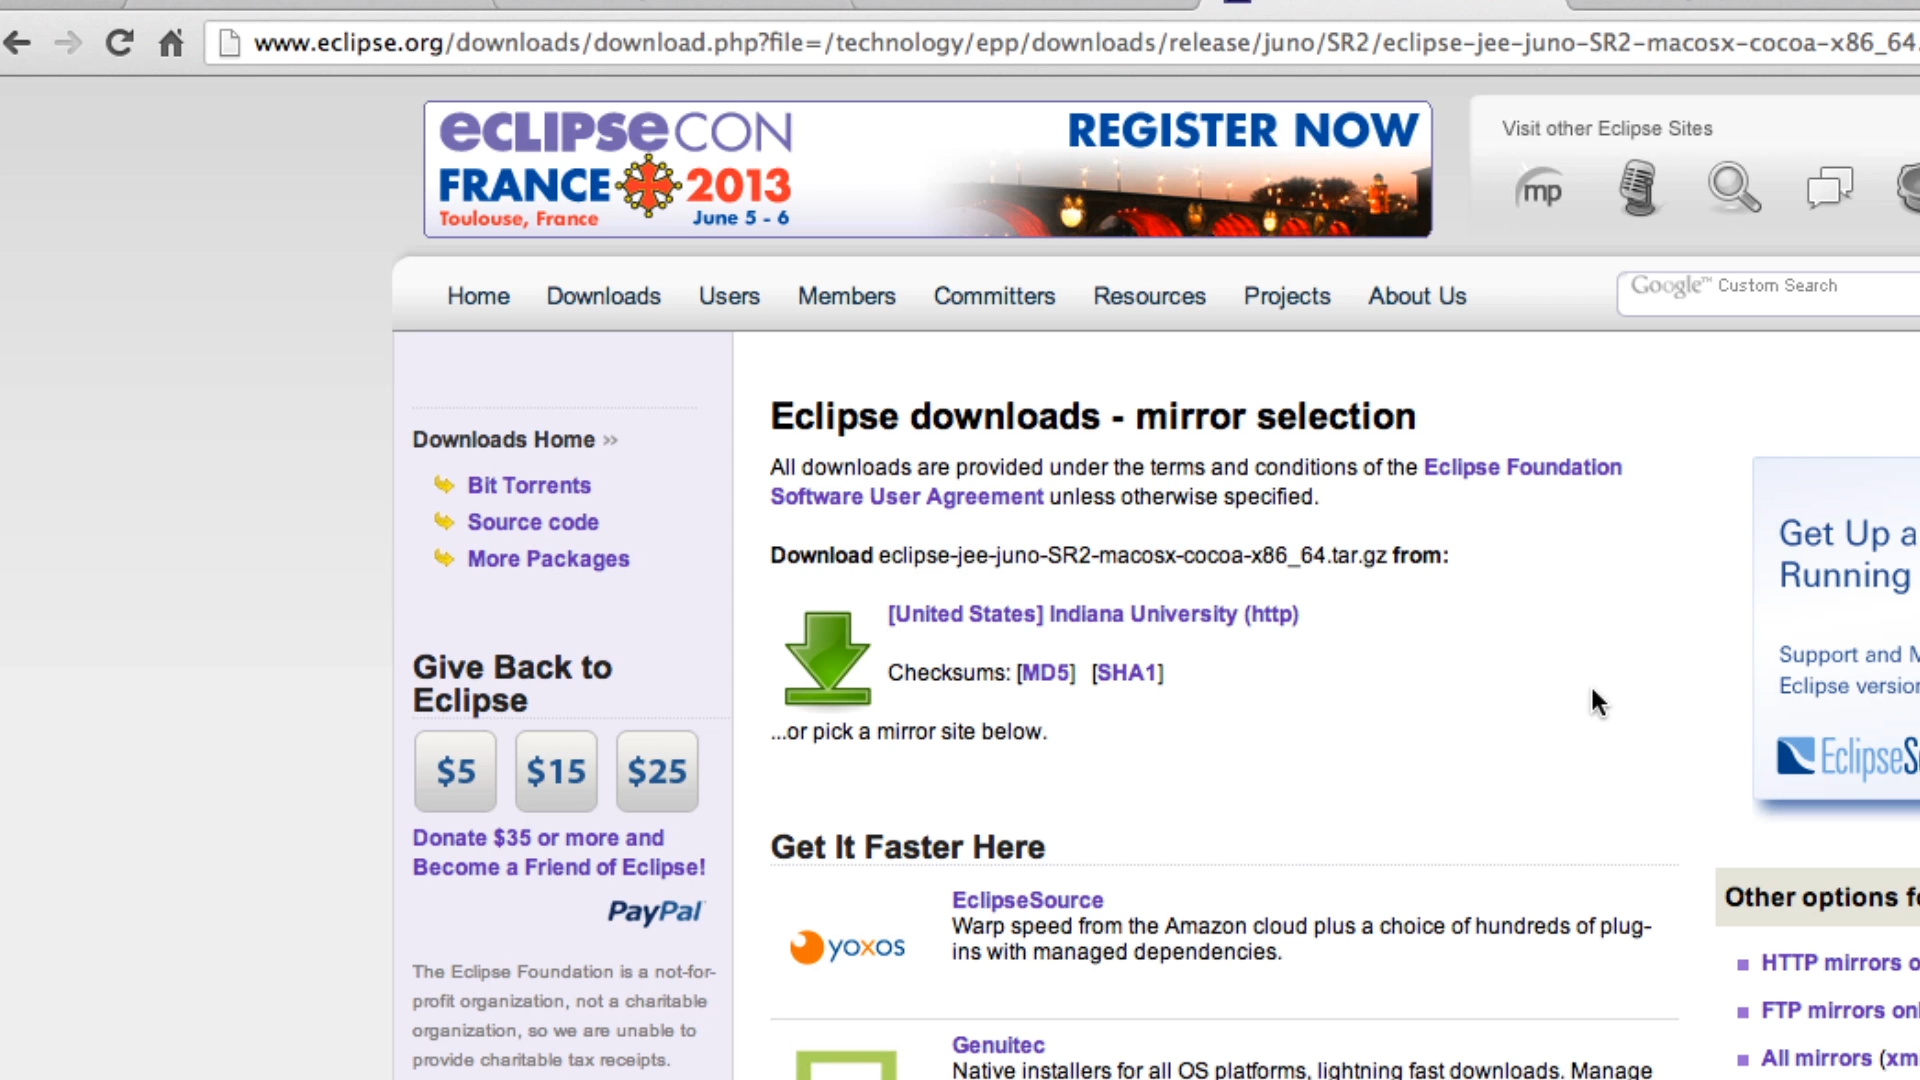 www.eclipse.org/downloads/download.php?file=/technology/epp/downloads/release/juno/SR2/eclipse-jee-juno-SR2-macosx-cocoa-x86_64.
eclipseCON
REGISTER NOW
FRANCE 2013
Toulouse, France June 5 - 6
Visit other Eclipse Sites
mp
Home Downloads Users Members Committers Resources Projects About Us
Google™ Custom Search
Downloads Home »
Bit Torrents
Source code
More Packages
Give Back to
Eclipse
$5 $15 $25
Donate $35 or more and
Become a Friend of Eclipse!
PayPal
The Eclipse Foundation is a not-for-
profit organization, not a charitable
organization, so we are unable to
provide charitable tax receipts.
Eclipse downloads - mirror selection
All downloads are provided under the terms and conditions of the Eclipse Foundation
Software User Agreement unless otherwise specified.
Download eclipse-jee-juno-SR2-macosx-cocoa-x86_64.tar.gz from:
[United States] Indiana University (http)
Checksums: [MD5] [SHA1]
...or pick a mirror site below.
Get It Faster Here
EclipseSource
yoxos
Warp speed from the Amazon cloud plus a choice of hundreds of plug-
ins with managed dependencies.
Genuitec
Native installers for all OS platforms, lightning fast downloads. Manage
Get Up a
Running
Support and M
Eclipse version
EclipseS
Other options fo
HTTP mirrors o
FTP mirrors onl
All mirrors (xm